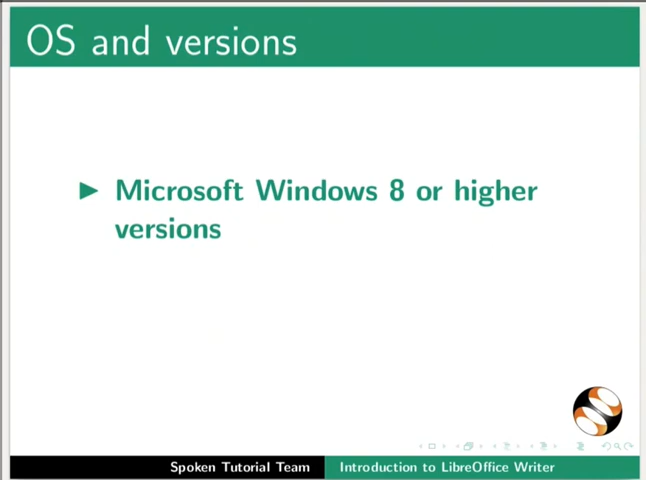 OS and versions
Microsoft Windows 8 or higher
versions
Spoken Tutorial Team
Introduction to LibreOffice Writer